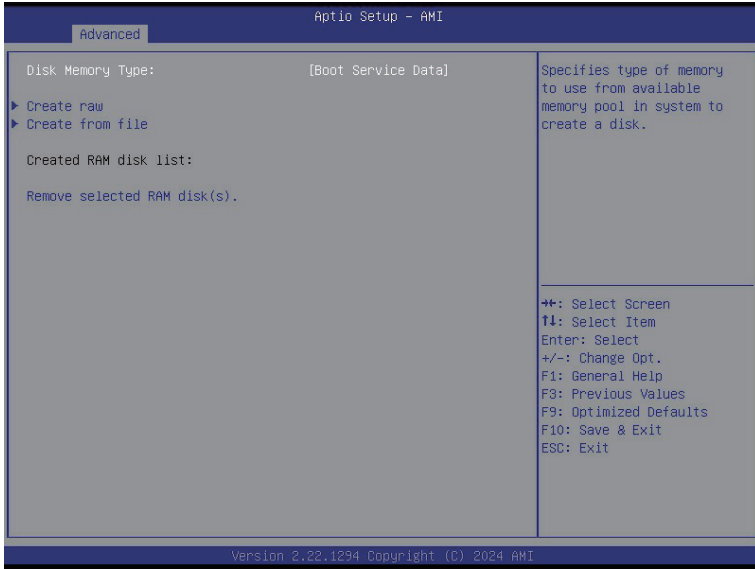 Aptio Setup – AMI
Advanced
Disk Memory Type: [Boot Service Data]
▶ Create raw
▶ Create from file
Created RAM disk list:
Remove selected RAM disk(s).
Specifies type of memory
to use from available
memory pool in system to
create a disk.
→←: Select Screen
↑↓: Select Item
Enter: Select
+/-: Change Opt.
F1: General Help
F3: Previous Values
F9: Optimized Defaults
F10: Save & Exit
ESC: Exit
Version 2.22.1294 Copyright (C) 2024 AMI